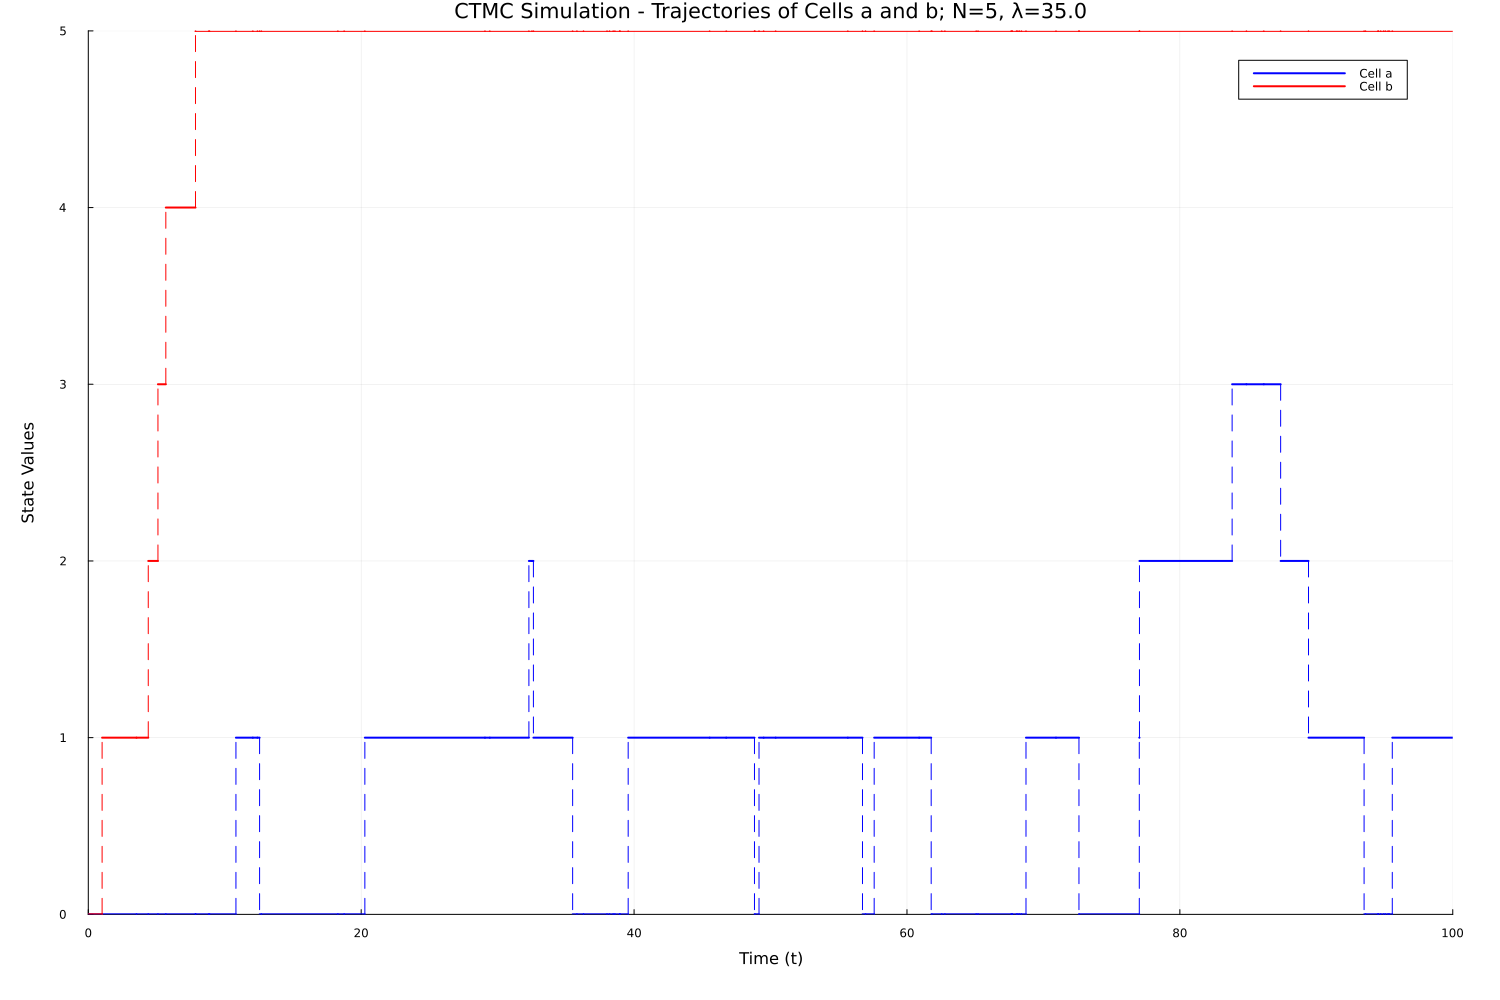 CTMC Simulation - Trajectories of Cells a and b; N=5, λ=35.0
5
Cell a
Cell b
4
3
State Values
2
1
0
0 20 40 60 80 100
Time (t)